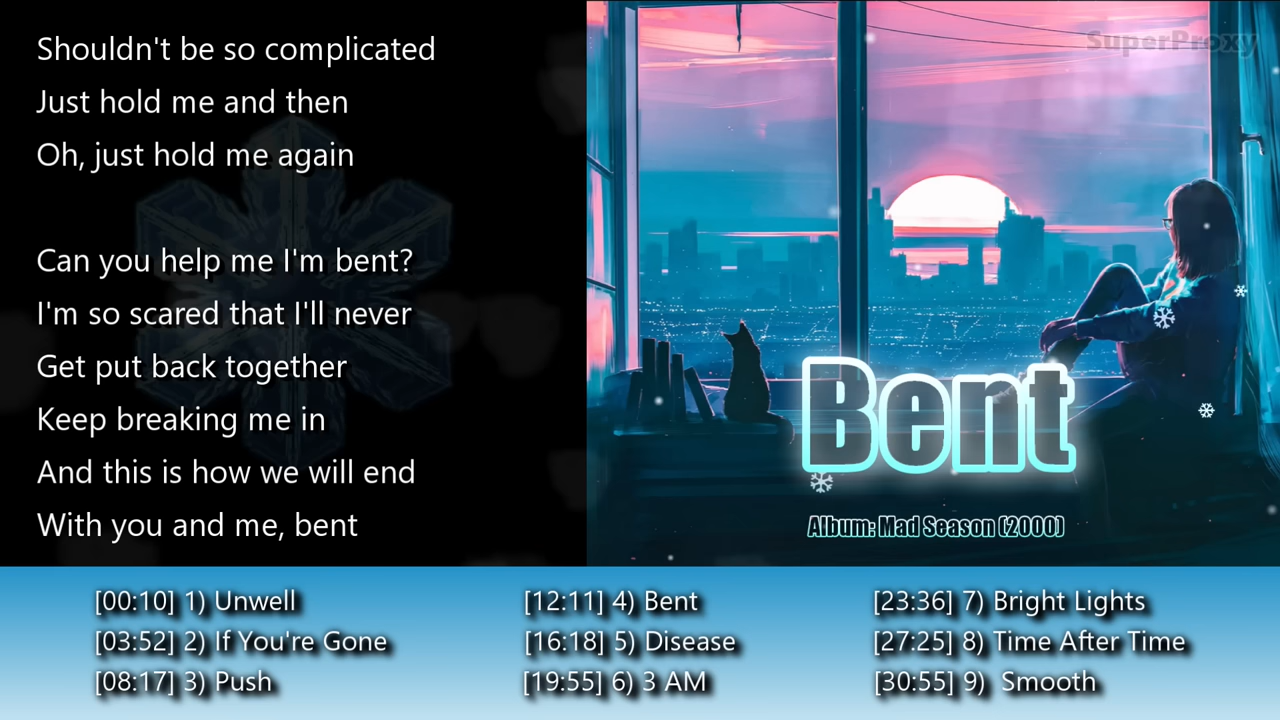 Shouldn't be so complicated
Just hold me and then
Oh, just hold me again
Can you help me I'm bent?
I'm so scared that I'll never
Get put back together
Keep breaking me in
And this is how we will end
With you and me, bent
SuperProxy
Bent
Album: Mad Season (2000)
[00:10] 1) Unwell
[03:52] 2) If You're Gone
[08:17] 3) Push
[12:11] 4) Bent
[16:18] 5) Disease
[19:55] 6) 3 AM
[23:36] 7) Bright Lights
[27:25] 8) Time After Time
[30:55] 9)  Smooth